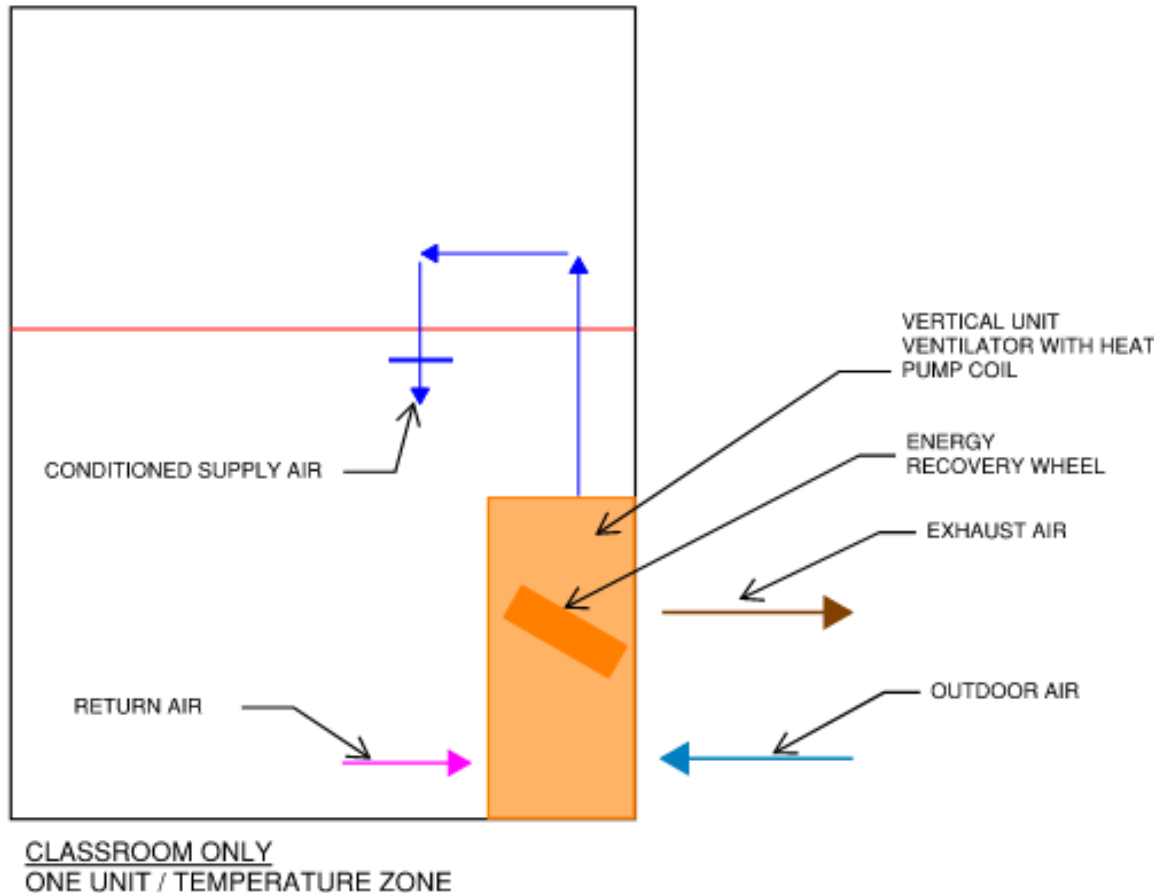 VERTICAL UNIT
VENTILATOR WITH HEAT
PUMP COIL
ENERGY
RECOVERY WHEEL
CONDITIONED SUPPLY AIR
EXHAUST AIR
OUTDOOR AIR
RETURN AIR
CLASSROOM ONLY
ONE UNIT / TEMPERATURE ZONE